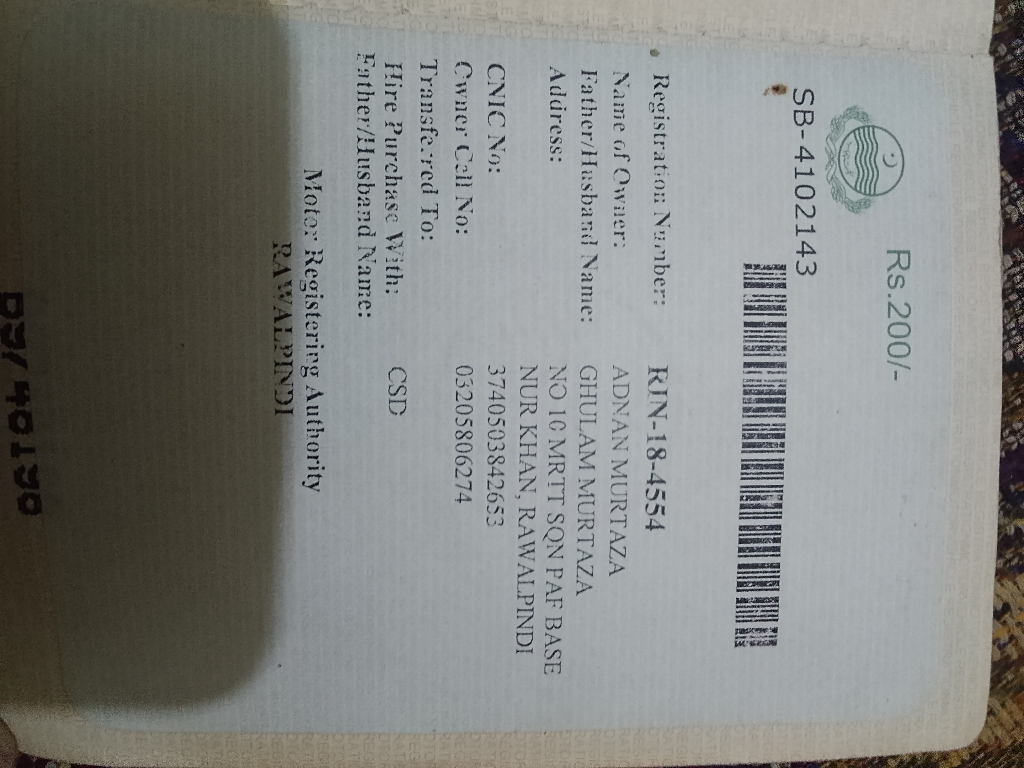 Rs.200/-
SB-4102143
Registration Number: RIN-18-4554
Name of Owner: ADNAN MURTAZA
Father/Husband Name: GHULAM MURTAZA
Address: NO 10 MRTT SQN PAF BASE
NUR KHAN, RAWALPINDI
CNIC No: 3740503842653
Owner Cell No: 03205806274
Transferred To:
Hire Purchase With: CSD
Father/Husband Name:
Motor Registering Authority
RAWALPINDI